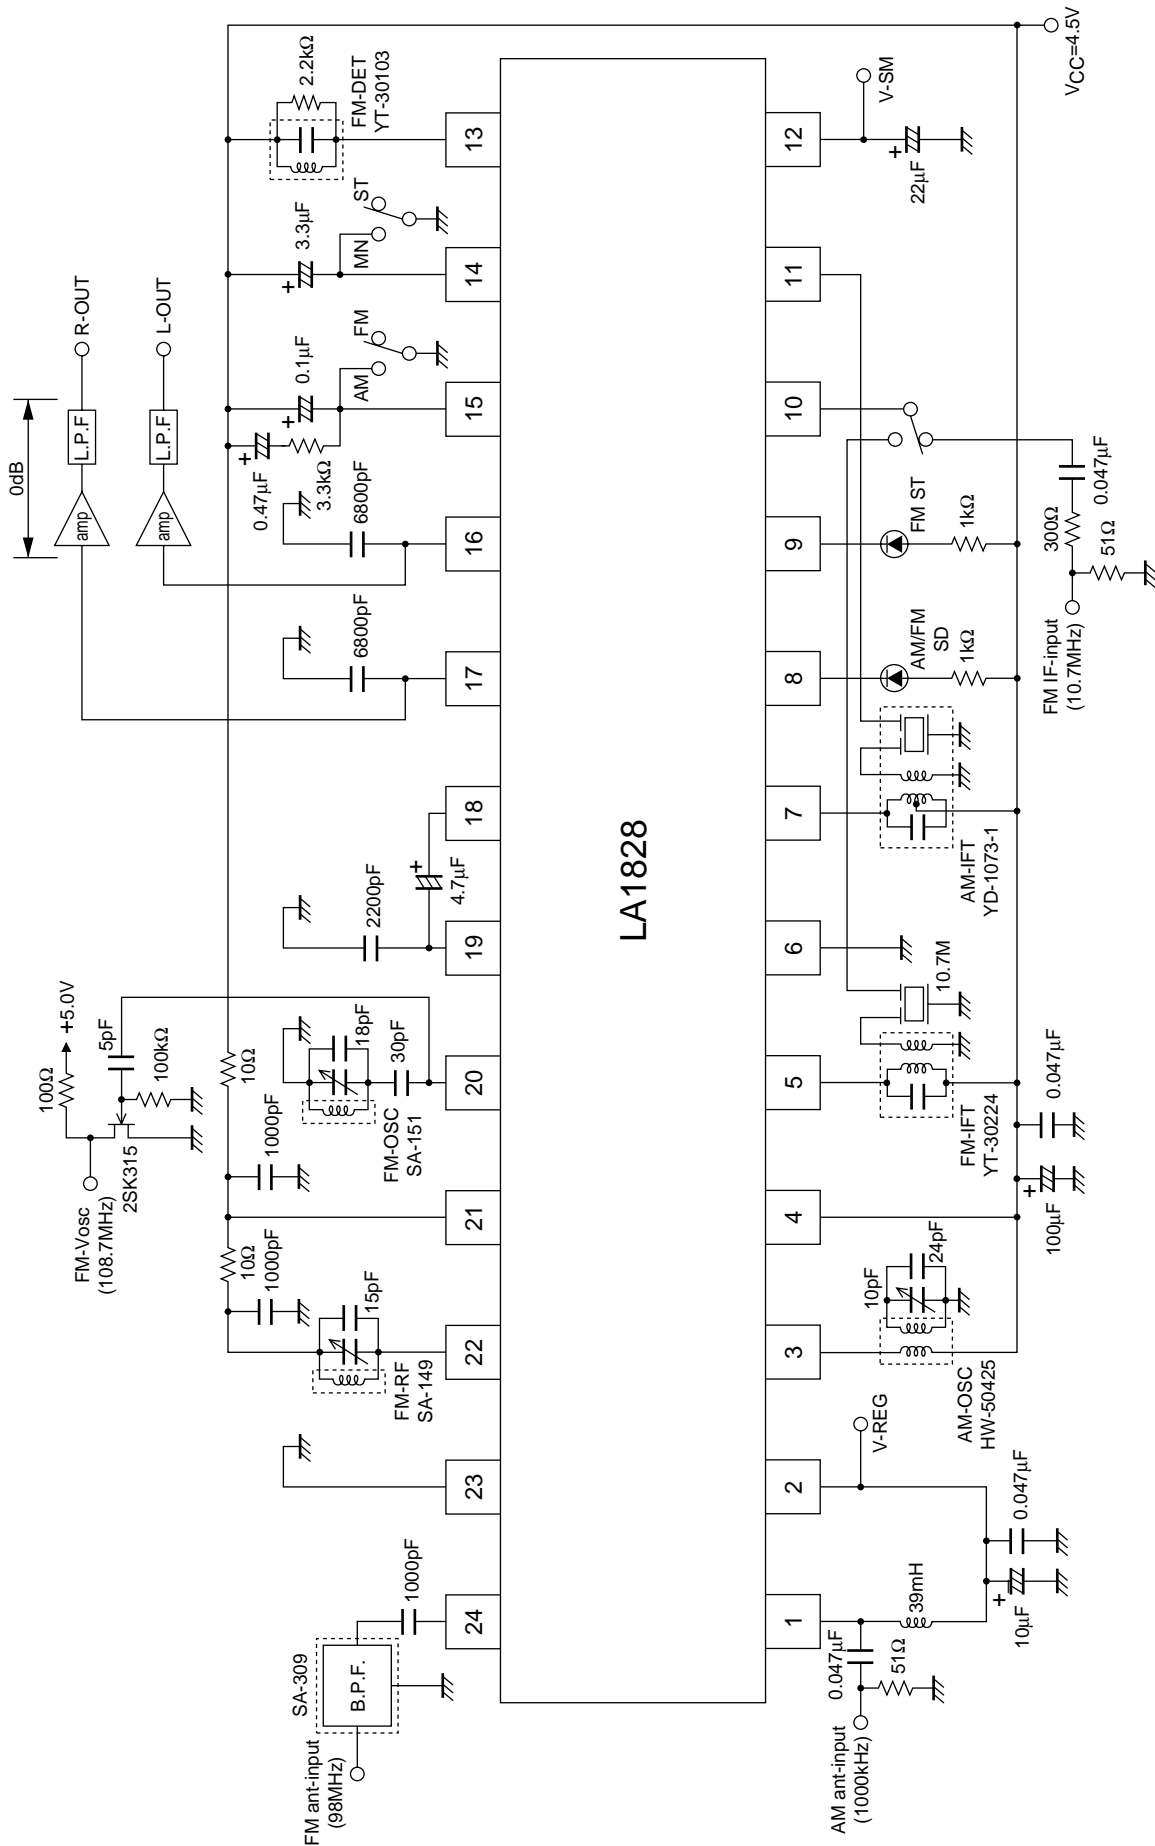 0dB
amp
L.P.F
R-OUT
amp
L.P.F
L-OUT
100Ω
+5.0V
5pF
100kΩ
2SK315
FM-Vosc
(108.7MHz)
SA-309
B.P.F.
FM ant-input
(98MHz)
1000pF
10Ω
1000pF
15pF
FM-RF
SA-149
10Ω
1000pF
18pF
30pF
FM-OSC
SA-151
2200pF
4.7μF
+
6800pF
6800pF
0.47μF
+
3.3kΩ
0.1μF
+
AM
FM
3.3μF
+
MN
ST
2.2kΩ
FM-DET
YT-30103
24
23
22
21
20
19
18
17
16
15
14
13
LA1828
1
2
3
4
5
6
7
8
9
10
11
12
AM ant-input
(1000kHz)
0.047μF
51Ω
39mH
10μF
+
0.047μF
V-REG
AM-OSC
HW-50425
10pF
24pF
100μF
+
0.047μF
FM-IFT
YT-30224
10.7M
AM-IFT
YD-1073-1
AM/FM
SD
1kΩ
FM ST
1kΩ
FM IF-input
(10.7MHz)
300Ω
51Ω
0.047μF
22μF
+
V-SM
VCC=4.5V